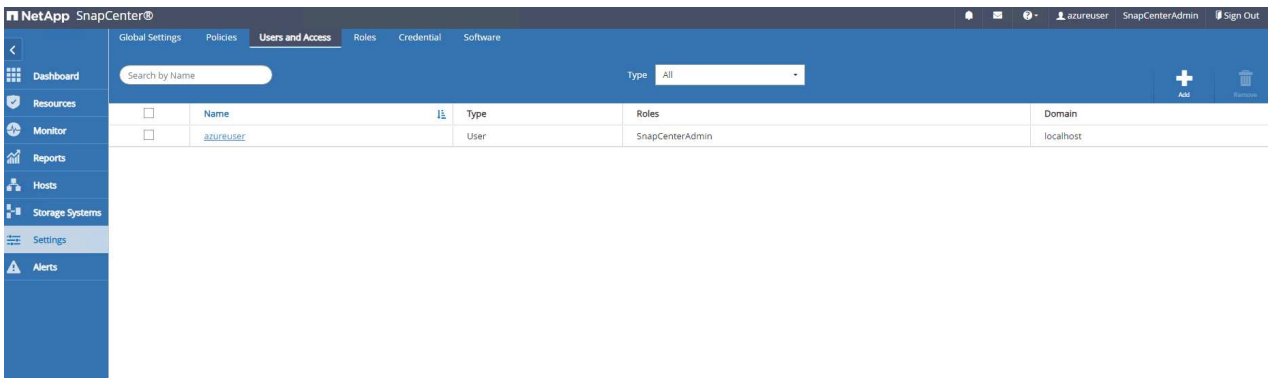 NetApp SnapCenter®
azureuser SnapCenterAdmin Sign Out
Global Settings Policies Users and Access Roles Credential Software
Search by Name
Type All
Add
Remove
Dashboard
Resources
Monitor
Reports
Hosts
Storage Systems
Settings
Alerts
Name Type Roles Domain
azureuser User SnapCenterAdmin localhost